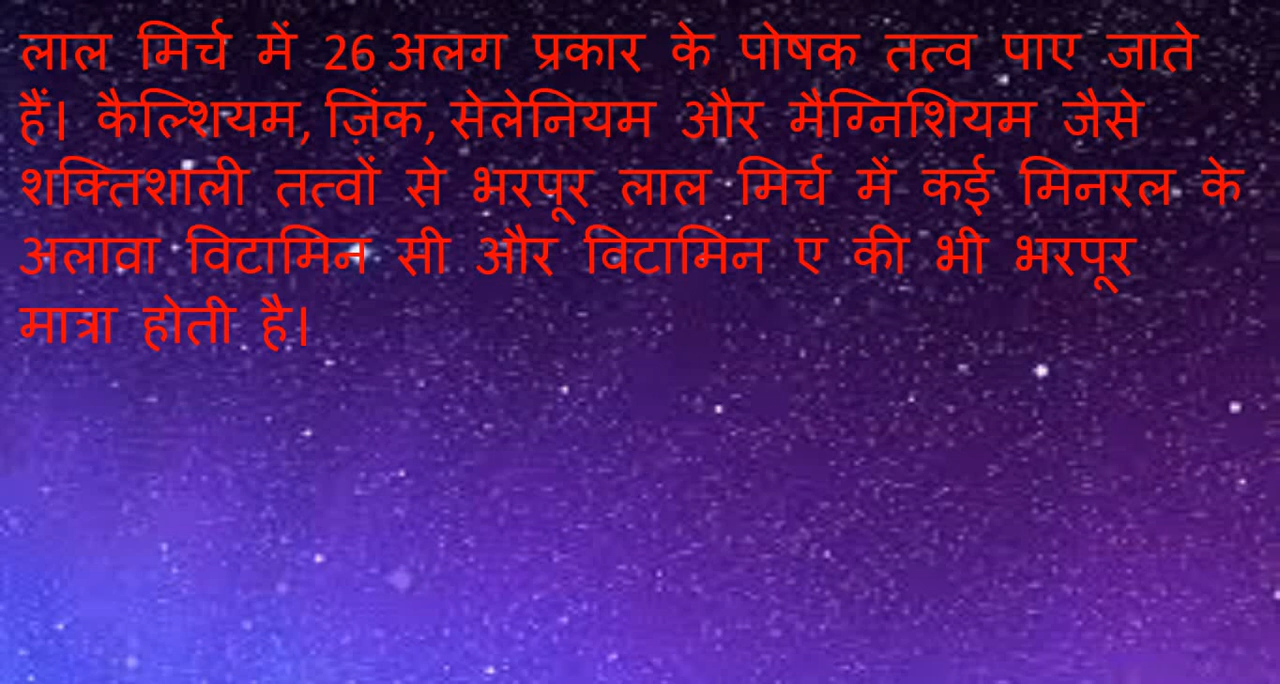 लाल मिर्च में 26 अलग प्रकार के पोषक तत्व पाए जाते
हैं। कैल्शियम, ज़िंक, सेलेनियम और मैग्निशियम जैसे
शक्तिशाली तत्वों से भरपूर लाल मिर्च में कई मिनरल के
अलावा विटामिन सी और विटामिन ए की भी भरपूर
मात्रा होती है।